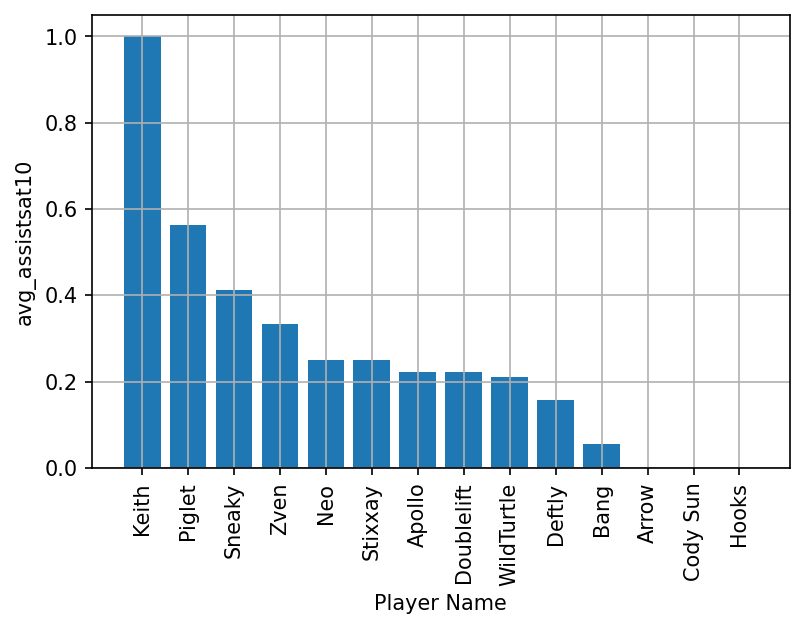 1.0
0.8
0.6
0.4
0.2
0.0
avg_assistsat10
Keith
Piglet
Sneaky
Zven
Neo
Stixxay
Apollo
Doublelift
WildTurtle
Deftly
Bang
Arrow
Cody Sun
Hooks
Player Name